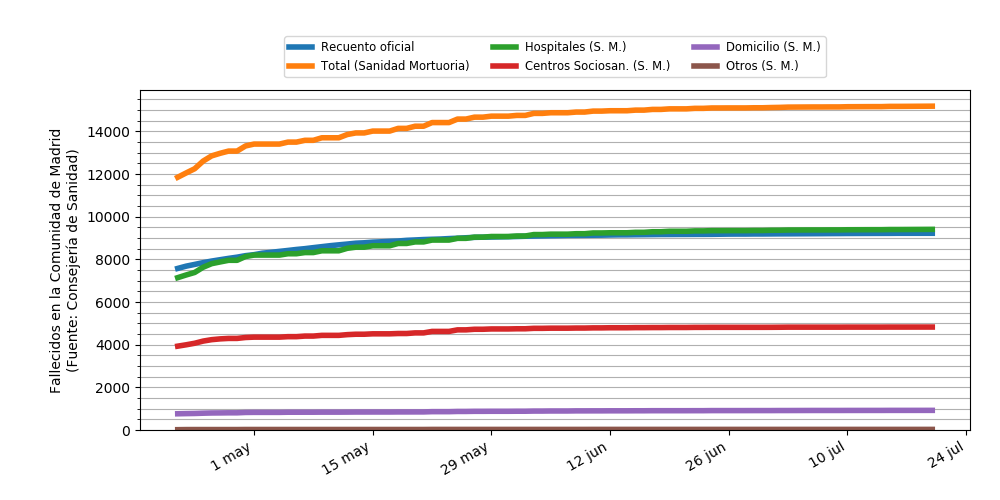 Recuento oficial
Total (Sanidad Mortuoria)
Hospitales (S. M.)
Centros Sociosan. (S. M.)
Domicilio (S. M.)
Otros (S. M.)
Fallecidos en la Comunidad de Madrid
(Fuente: Consejería de Sanidad)
14000
12000
10000
8000
6000
4000
2000
0
1 may
15 may
29 may
12 jun
26 jun
10 jul
24 jul